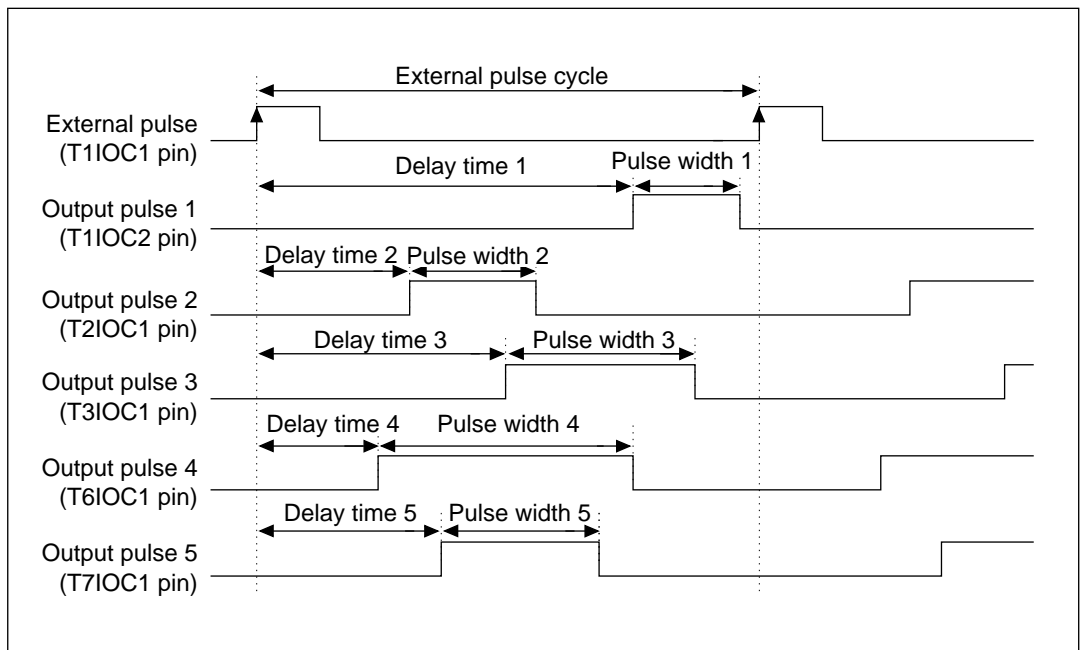 External pulse cycle
External pulse
(T1IOC1 pin)
Delay time 1
Pulse width 1
Output pulse 1
(T1IOC2 pin)
Delay time 2
Pulse width 2
Output pulse 2
(T2IOC1 pin)
Delay time 3
Pulse width 3
Output pulse 3
(T3IOC1 pin)
Delay time 4
Pulse width 4
Output pulse 4
(T6IOC1 pin)
Delay time 5
Pulse width 5
Output pulse 5
(T7IOC1 pin)